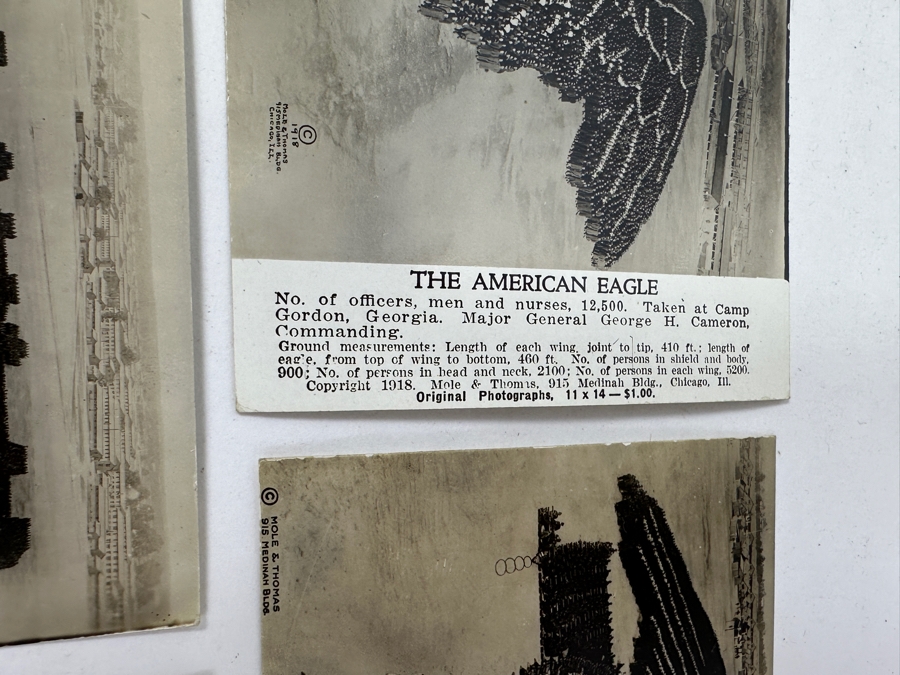 © 1918
MOLE & THOMAS
915 MEDINAH BLDG.
CHICAGO, ILL.
THE AMERICAN EAGLE
No. of officers, men and nurses, 12,500. Taken at Camp
Gordon, Georgia. Major General George H. Cameron,
Commanding.
Ground measurements: Length of each wing, joint to tip, 410 ft.; length of
eagle, from top of wing to bottom, 460 ft. No. of persons in shield and body,
900; No. of persons in head and neck, 2100; No. of persons in each wing, 5200.
Copyright 1918. Mole & Thomas, 915 Medinah Bldg., Chicago, Ill.
Original Photographs, 11 x 14 — $1.00.
© MOLE & THOMAS
915 MEDINAH BLDG.